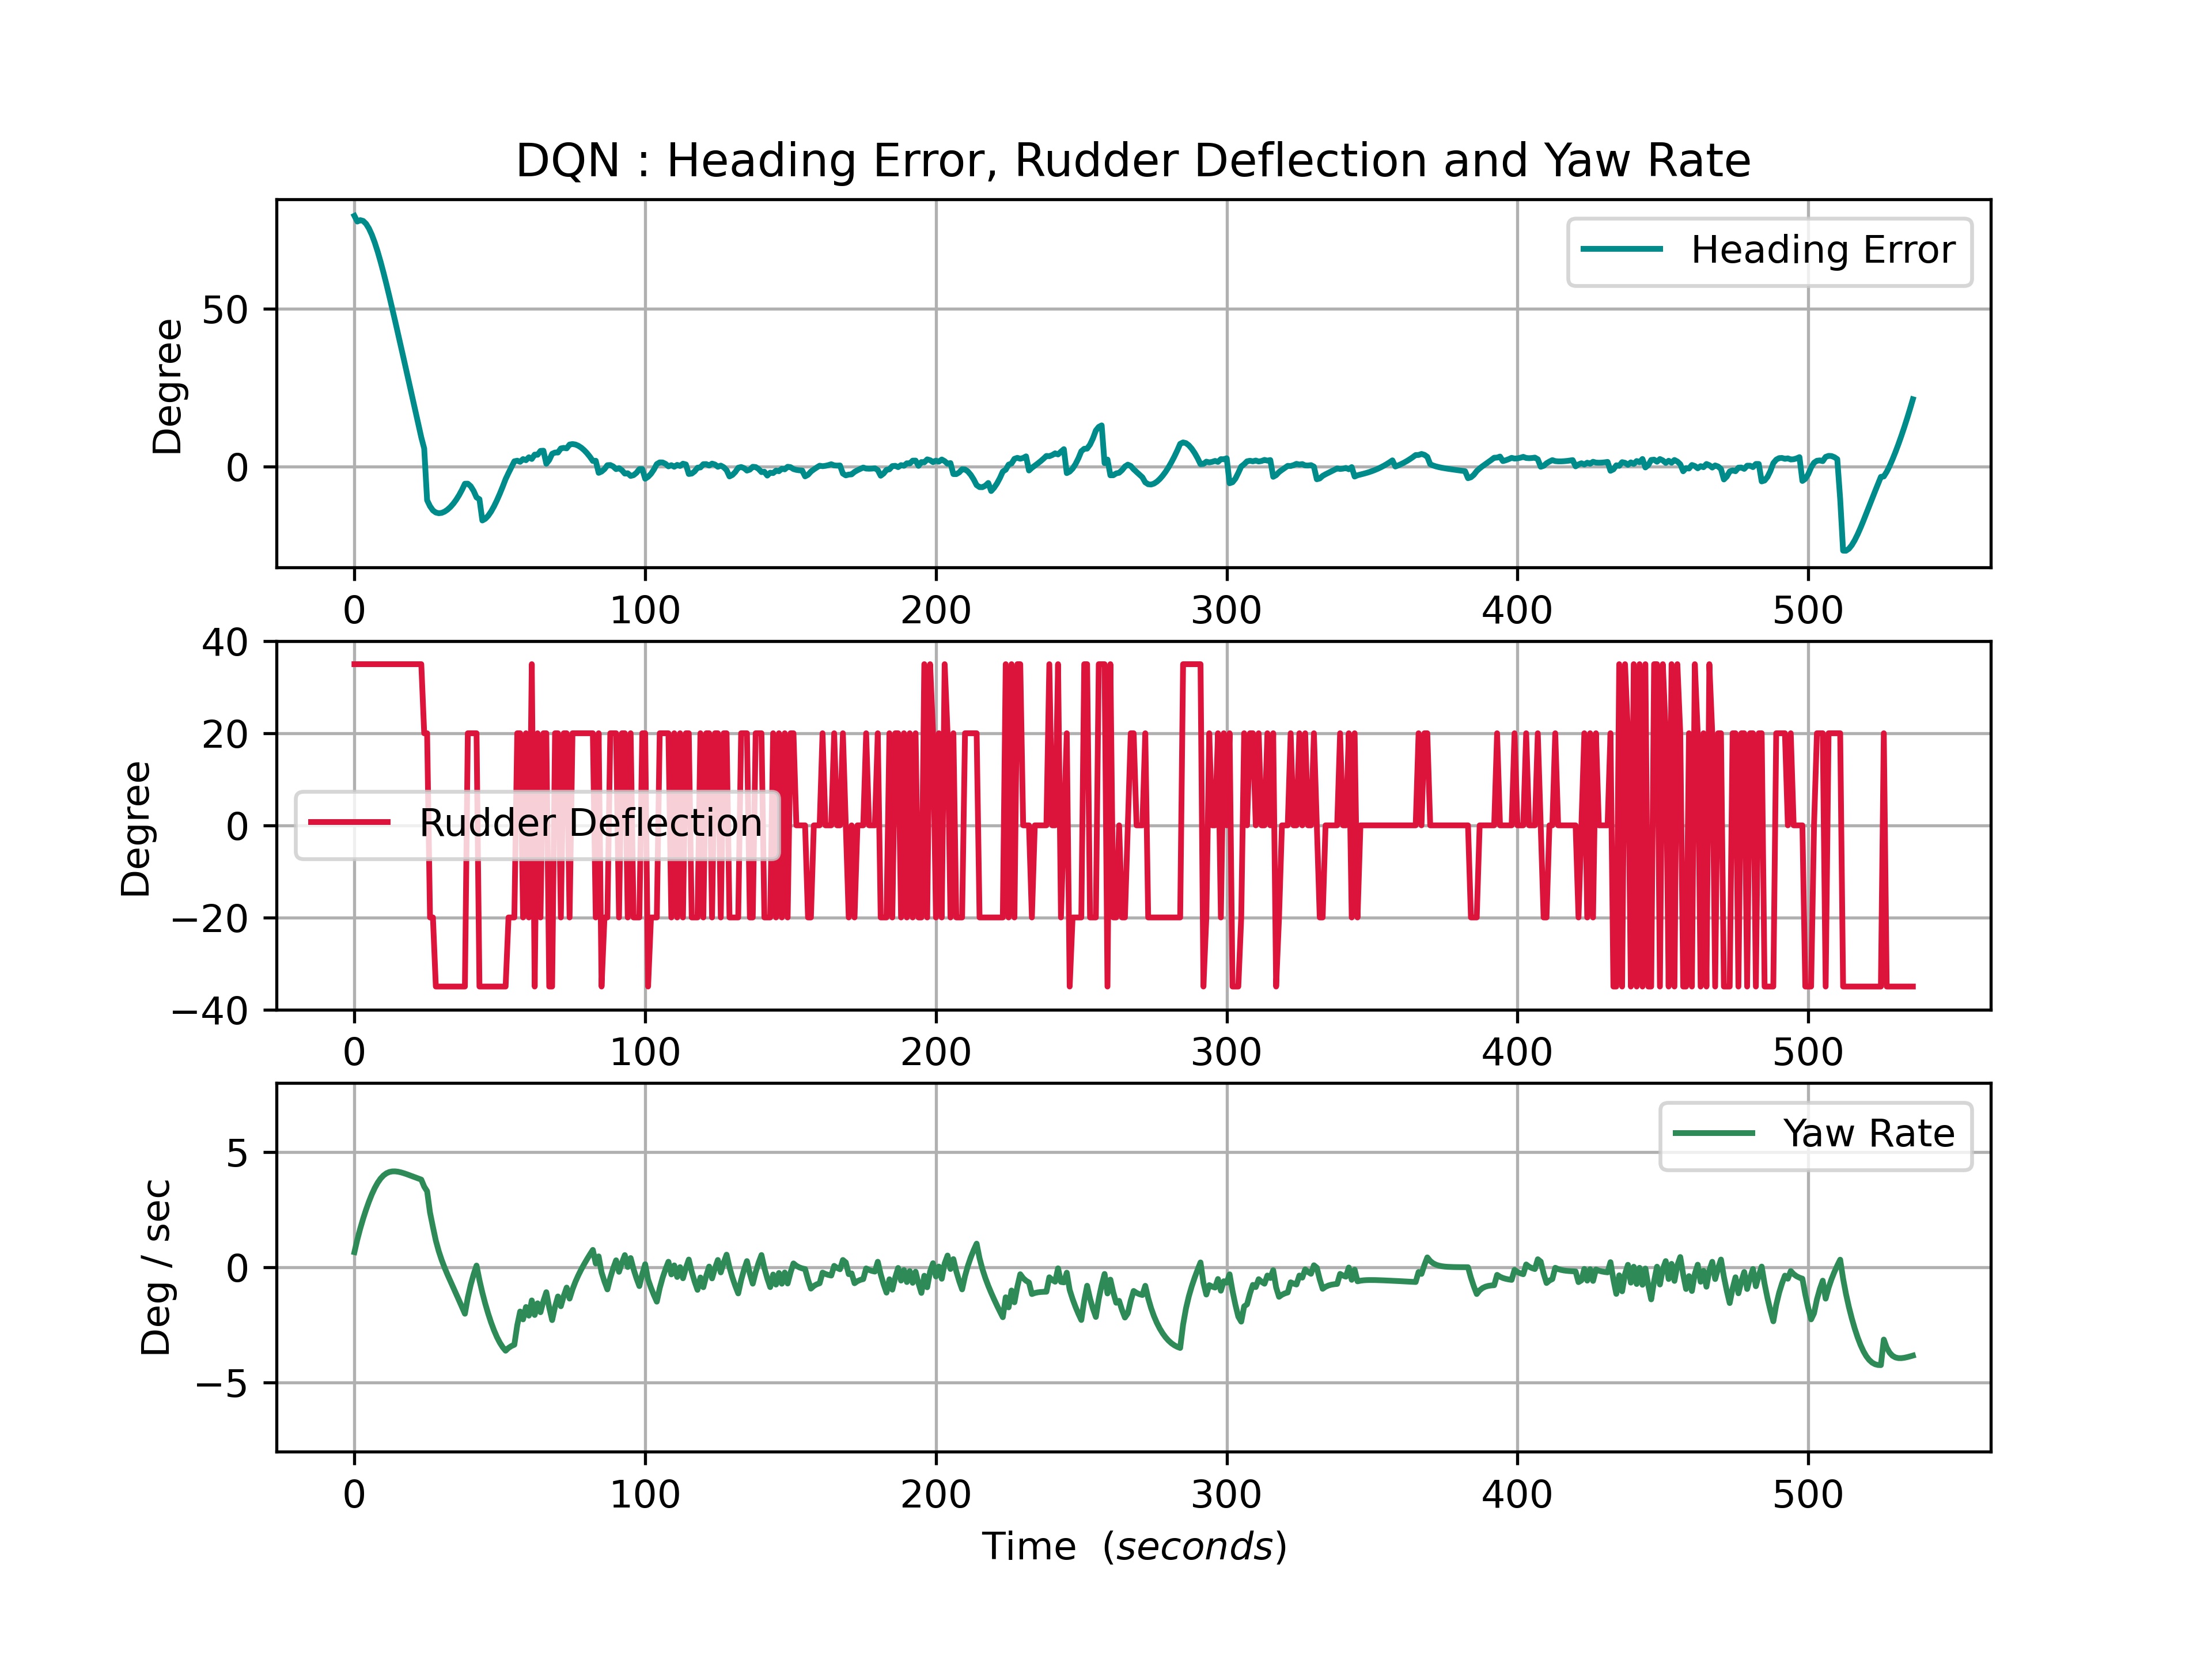 DQN : Heading Error, Rudder Deflection and Yaw Rate
Heading Error
Degree
50
0
0 100 200 300 400 500
40
20
0
−20
−40
Degree
Rudder Deflection
0 100 200 300 400 500
Yaw Rate
Deg / sec
5
0
−5
0 100 200 300 400 500
Time (seconds)